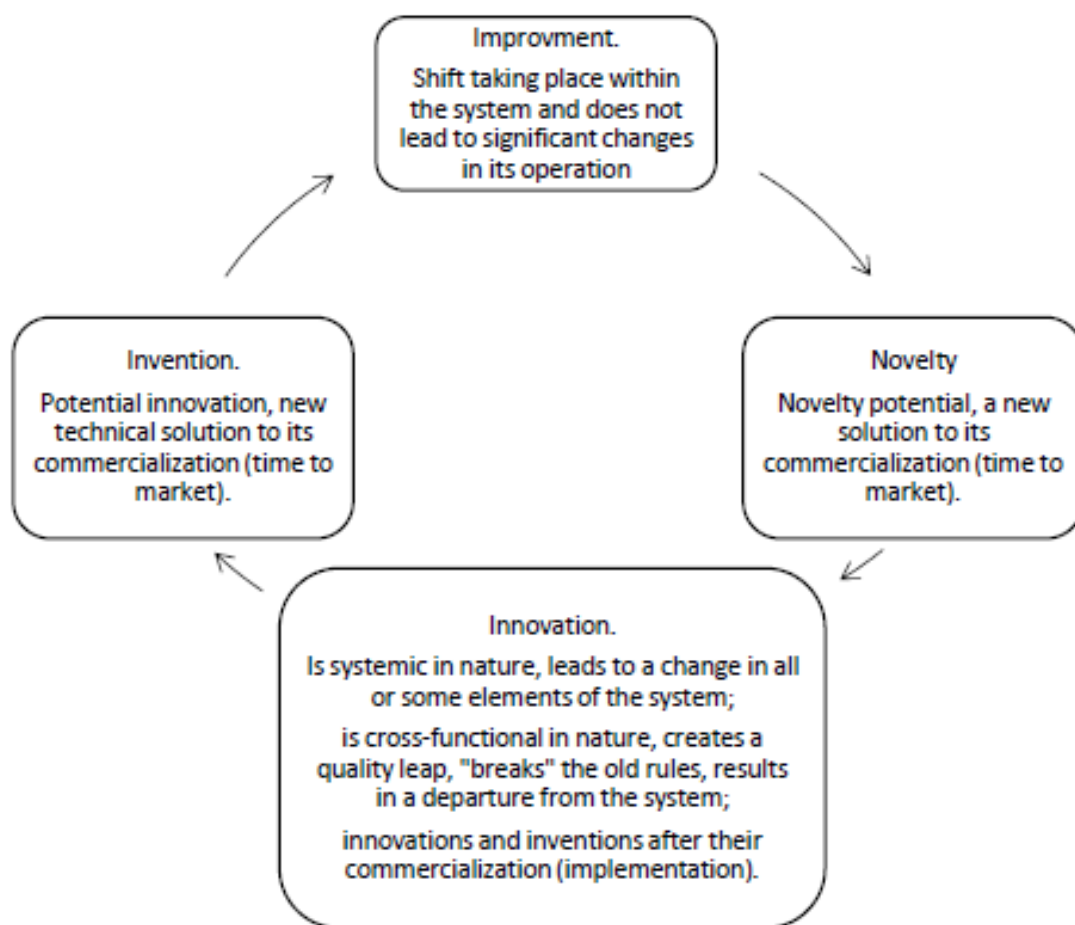 Improvment.
Shift taking place within
the system and does not
lead to significant changes
in its operation
Invention.
Potential innovation, new
technical solution to its
commercialization (time to
market).
Novelty
Novelty potential, a new
solution to its
commercialization (time to
market).
Innovation.
Is systemic in nature, leads to a change in all
or some elements of the system;
is cross-functional in nature, creates a
quality leap, "breaks" the old rules, results
in a departure from the system;
innovations and inventions after their
commercialization (implementation).